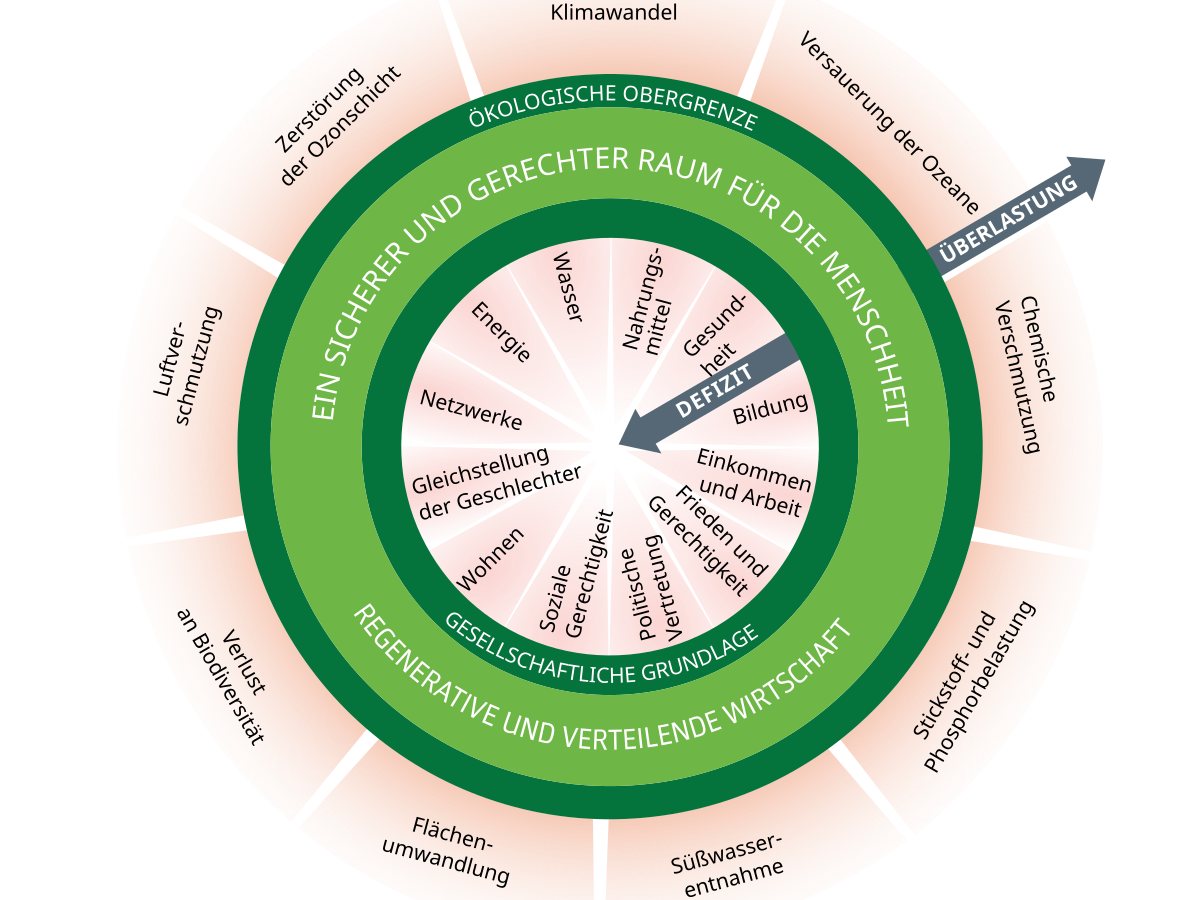 Klimawandel
Versauerung der Ozeane
ÜBERLASTUNG
Chemische
Verschmutzung
Stickstoff- und
Phosphorbelastung
Süßwasser-
entnahme
Flächen-
umwandlung
Verlust
an Biodiversität
Luftver-
schmutzung
Zerstörung
der Ozonschicht
ÖKOLOGISCHE OBERGRENZE
EIN SICHERER UND GERECHTER RAUM FÜR DIE MENSCHHEIT
Wasser
Nahrungs-
mittel
Gesund-
heit
DEFIZIT
Bildung
Einkommen
und Arbeit
Frieden und
Gerechtigkeit
Politische
Vertretung
Soziale
Gerechtigkeit
Wohnen
Gleichstellung
der Geschlechter
Netzwerke
Energie
GESELLSCHAFTLICHE GRUNDLAGE
REGENERATIVE UND VERTEILENDE WIRTSCHAFT